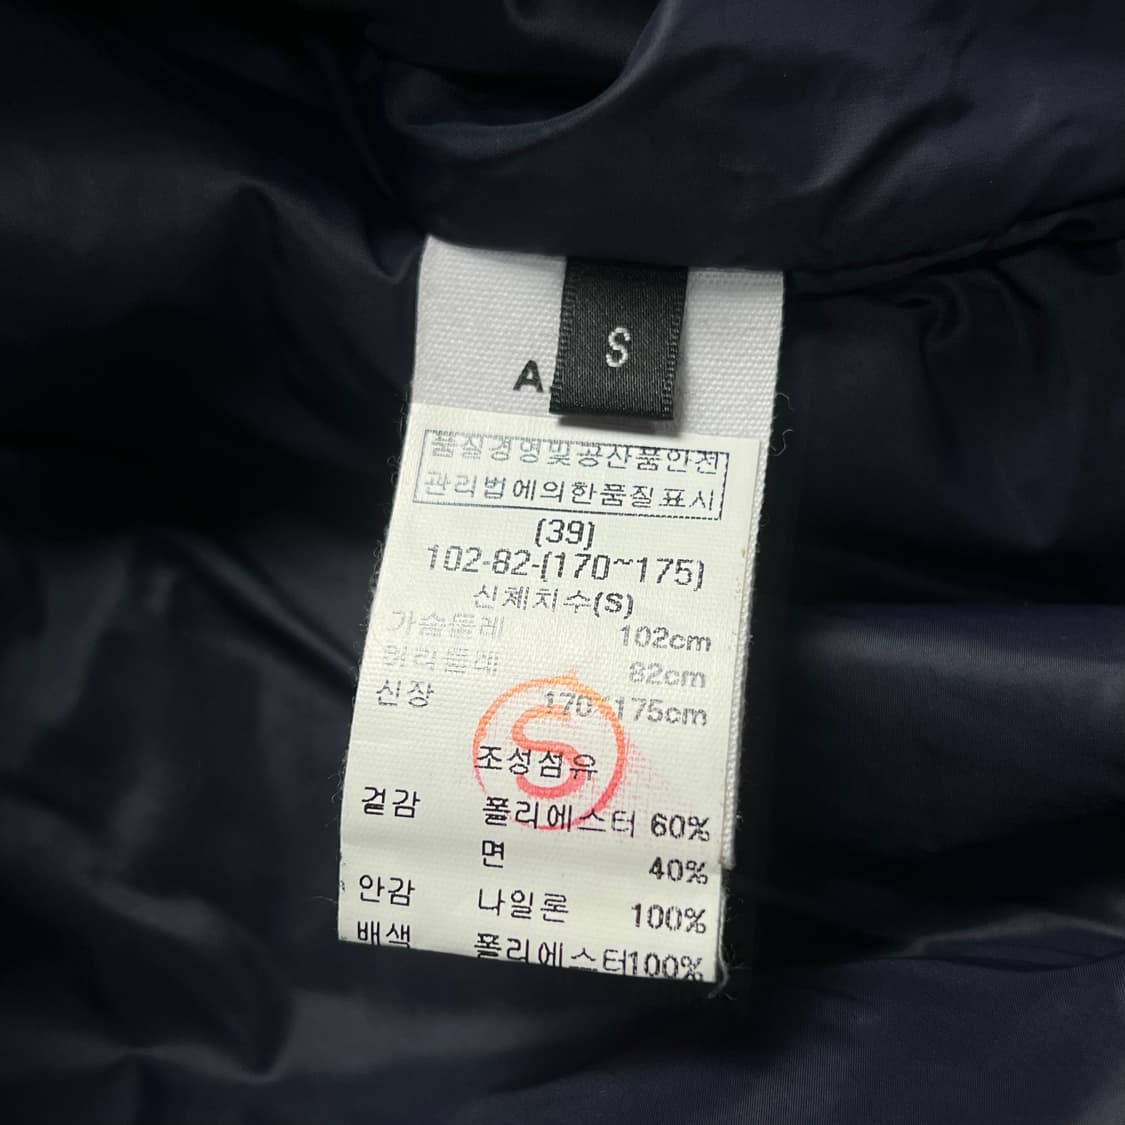 S
A.
품질경영및공산품안전
관리법에의한품질표시
(39)
102-82-(170~175)
신체치수(S)
가슴둘레 102cm
허리둘레 82cm
신장 170~175cm
S
조성섬유
겉감 폴리에스터 60%
면 40%
안감 나일론 100%
배색 폴리에스터100%